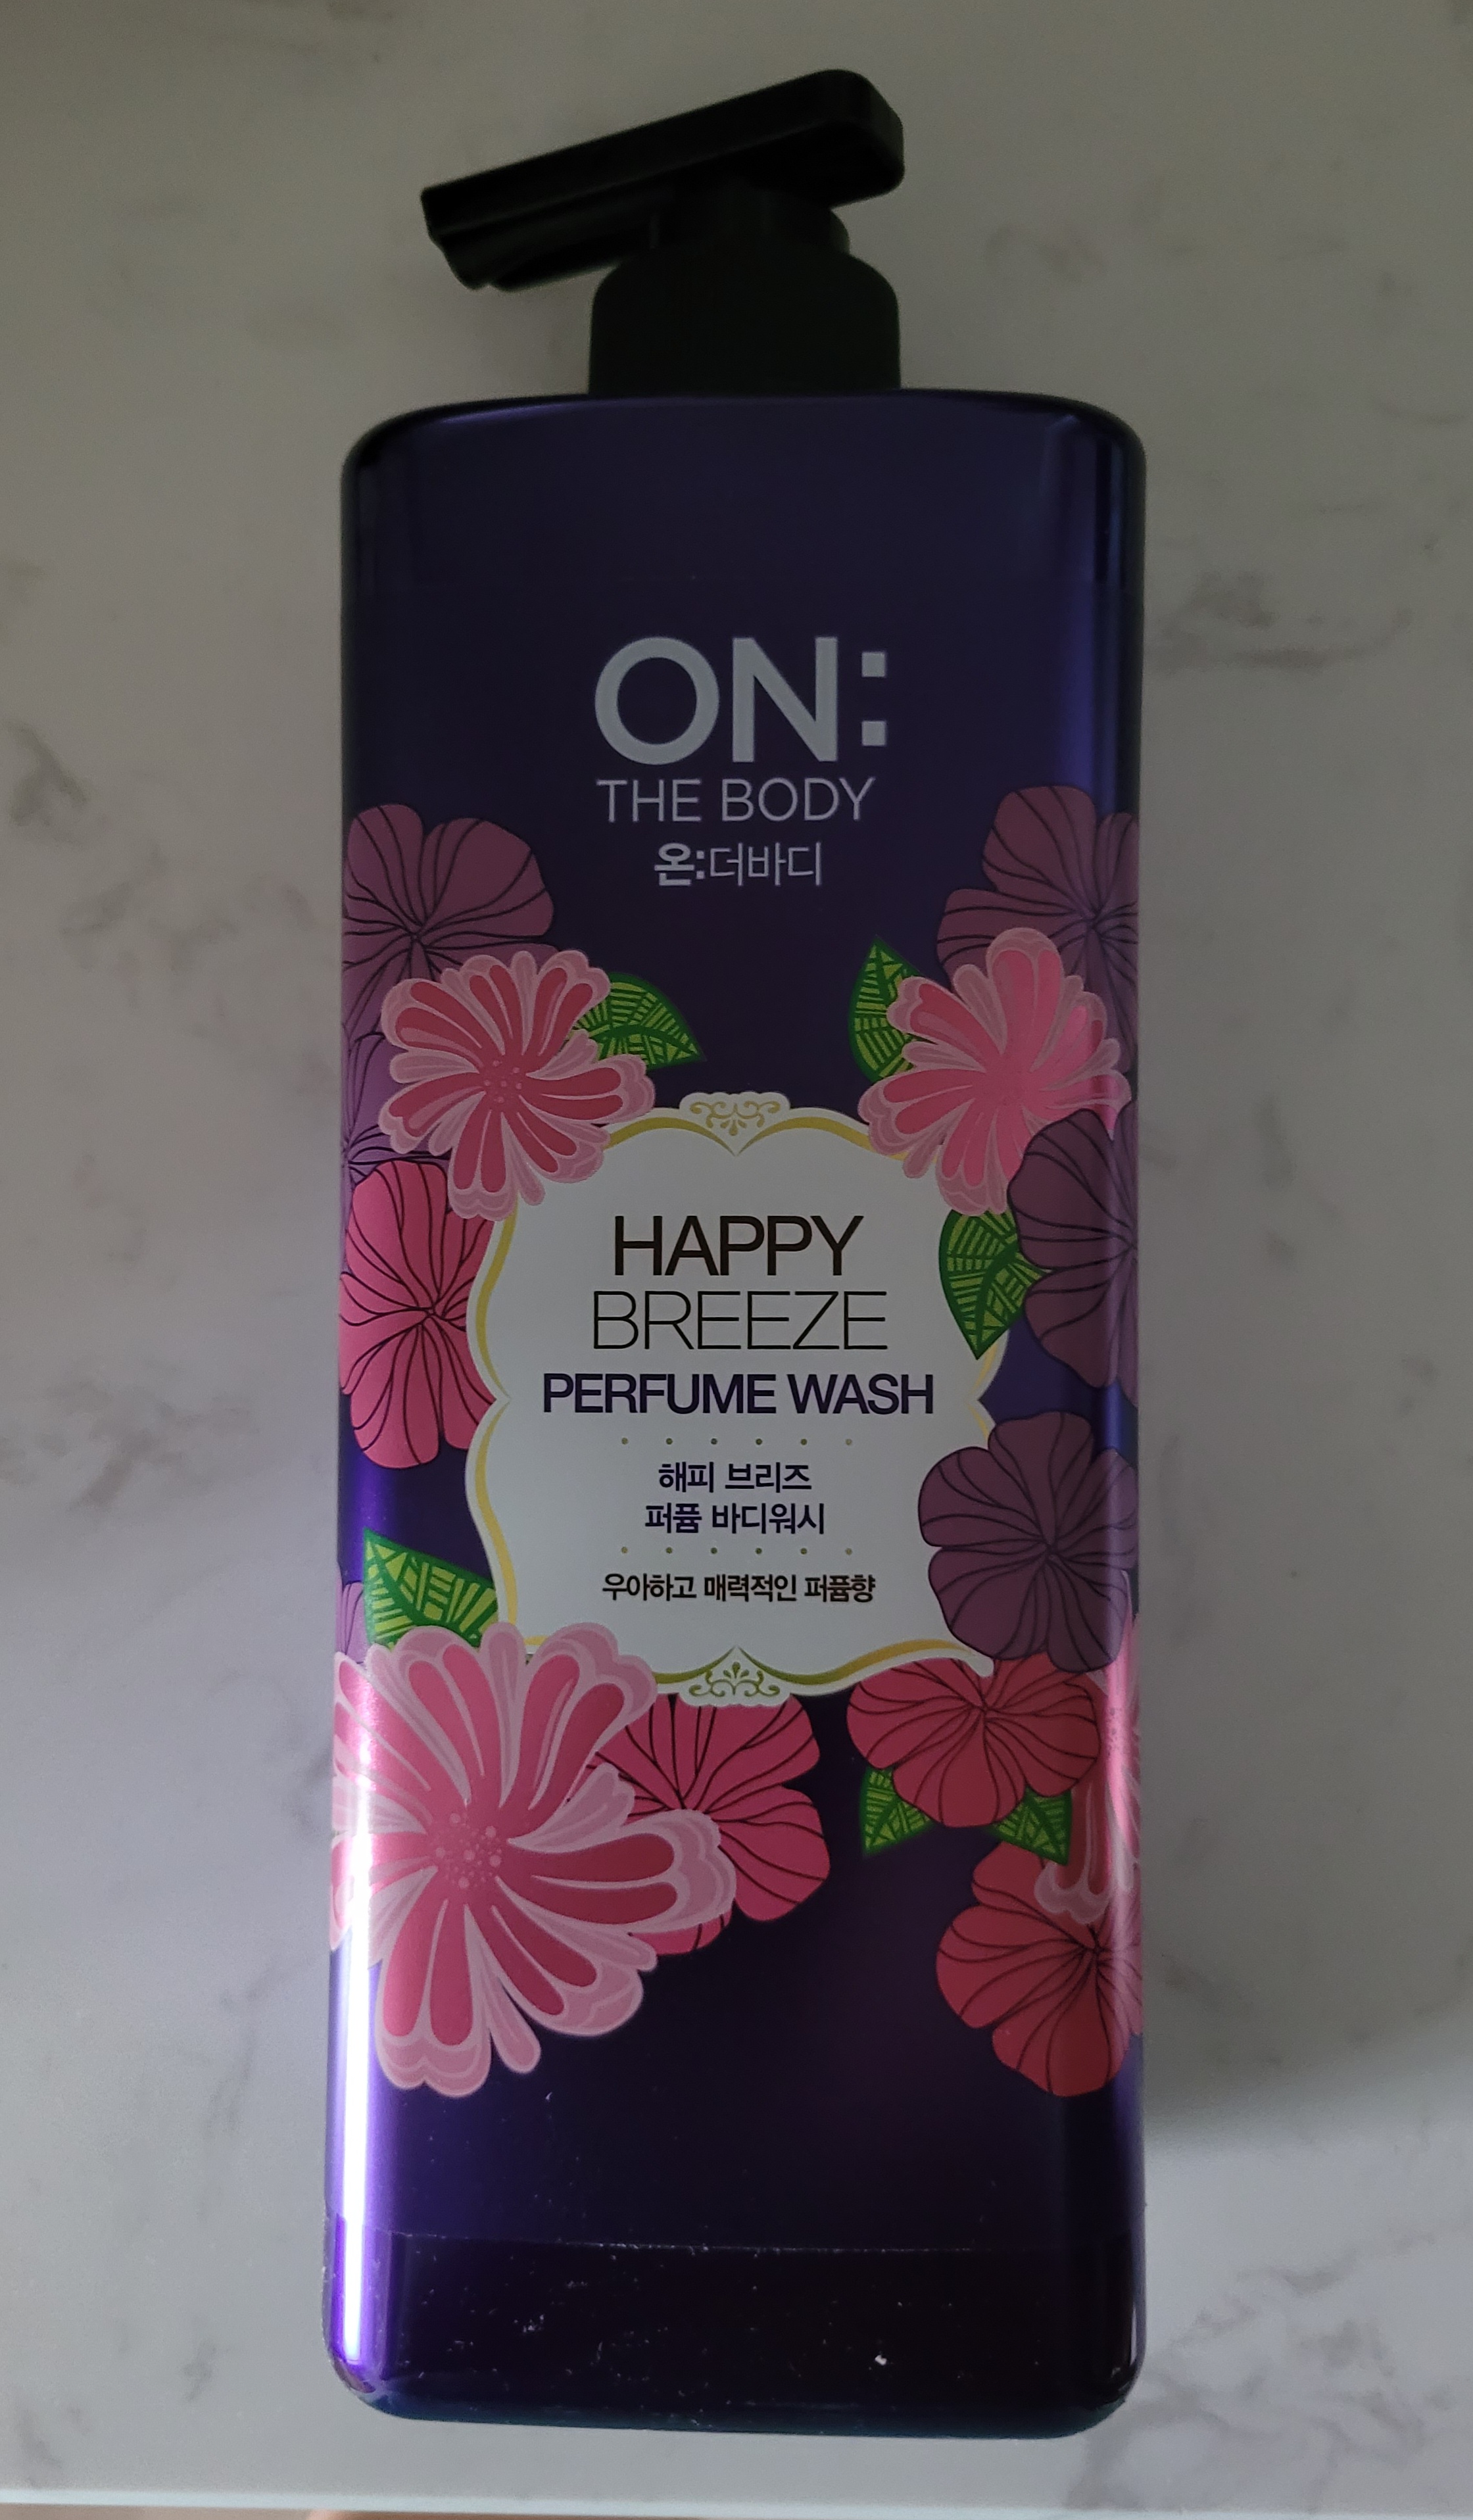 ON:
THE BODY
온:더바디
HAPPY
BREEZE
PERFUME WASH
해피 브리즈
퍼퓸 바디워시
우아하고 매력적인 퍼퓸향